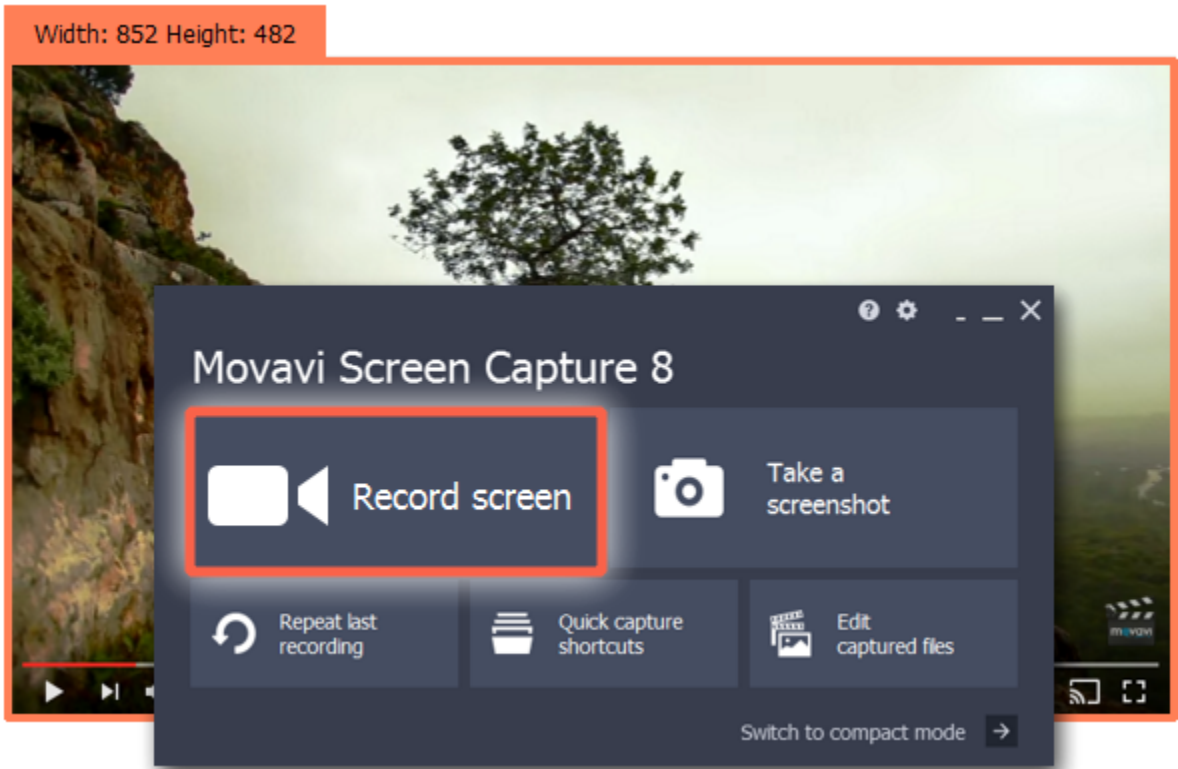 Width: 852 Height: 482
Movavi Screen Capture 8
Record screen
Take a
screenshot
Repeat last
recording
Quick capture
shortcuts
Edit
captured files
movavi
Switch to compact mode